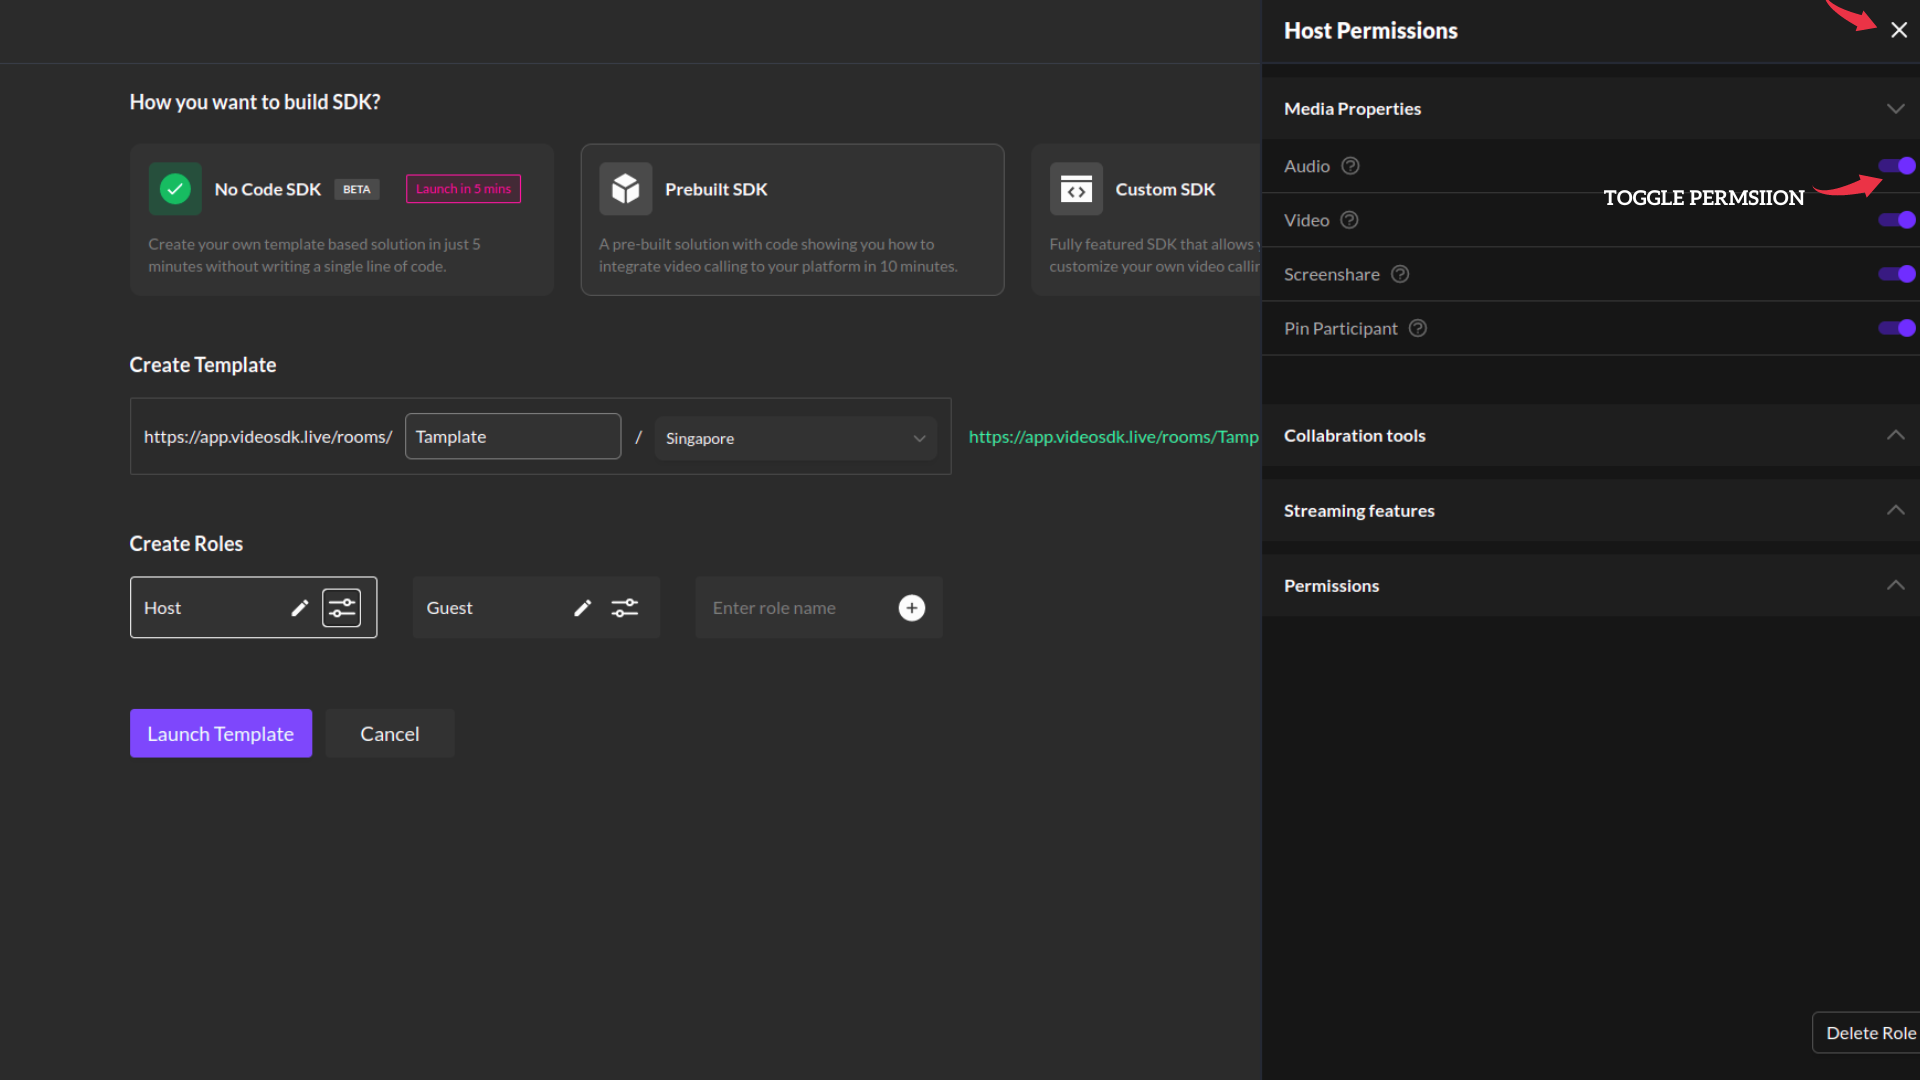 How you want to build SDK?
No Code SDK BETA Launch in 5 mins
Create your own template based solution in just 5
minutes without writing a single line of code.
Prebuilt SDK
A pre-built solution with code showing you how to
integrate video calling to your platform in 10 minutes.
Custom SDK
Fully featured SDK that allows
customize your own video callin
Create Template
https://app.videosdk.live/rooms/ Tamplate / Singapore https://app.videosdk.live/rooms/Tamp
Create Roles
Host
Guest
Enter role name
Launch Template
Cancel
Host Permissions
Media Properties
Audio
TOGGLE PERMSIION
Video
Screenshare
Pin Participant
Collabration tools
Streaming features
Permissions
Delete Role